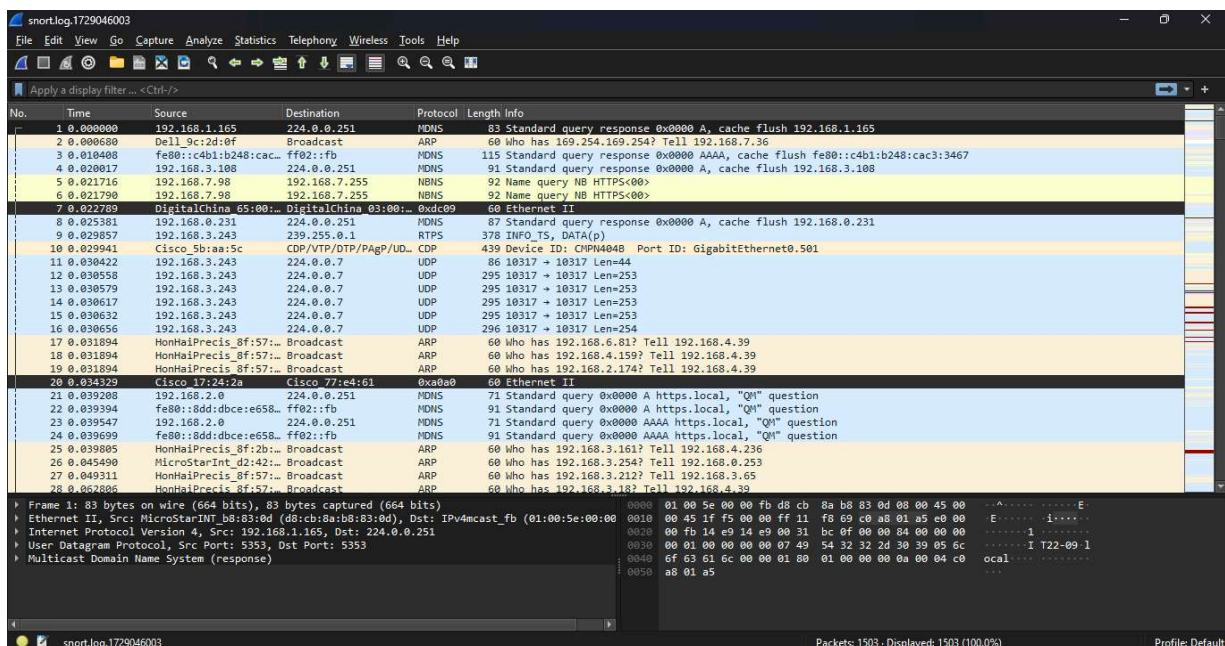 snort.log.1729046003
File Edit View Go Capture Analyze Statistics Telephony Wireless Tools Help
Apply a display filter ... <Ctrl-/>
No. Time Source Destination Protocol Length Info
1 0.000000 192.168.1.165 224.0.0.251 MDNS 83 Standard query response 0x0000 A, cache flush 192.168.1.165
2 0.000680 Dell_9c:2d:0f Broadcast ARP 60 Who has 169.254.169.254? Tell 192.168.7.36
3 0.010408 fe80::c4b1:b248:cac… ff02::fb MDNS 115 Standard query response 0x0000 AAAA, cache flush fe80::c4b1:b248:cac3:3467
4 0.020017 192.168.3.108 224.0.0.251 MDNS 91 Standard query response 0x0000 A, cache flush 192.168.3.108
5 0.021716 192.168.7.98 192.168.7.255 NBNS 92 Name query NB HTTPS<00>
6 0.021790 192.168.7.98 192.168.7.255 NBNS 92 Name query NB HTTPS<00>
7 0.022789 DigitalChina_65:00:… DigitalChina_03:00:… 0xdc09 60 Ethernet II
8 0.025381 192.168.0.231 224.0.0.251 MDNS 87 Standard query response 0x0000 A, cache flush 192.168.0.231
9 0.029857 192.168.3.243 239.255.0.1 RTPS 378 INFO_TS, DATA(p)
10 0.029941 Cisco_5b:aa:5c CDP/VTP/DTP/PAgP/UD… CDP 439 Device ID: CMPN404B Port ID: GigabitEthernet0.501
11 0.030422 192.168.3.243 224.0.0.7 UDP 86 10317 → 10317 Len=44
12 0.030558 192.168.3.243 224.0.0.7 UDP 295 10317 → 10317 Len=253
13 0.030579 192.168.3.243 224.0.0.7 UDP 295 10317 → 10317 Len=253
14 0.030617 192.168.3.243 224.0.0.7 UDP 295 10317 → 10317 Len=253
15 0.030632 192.168.3.243 224.0.0.7 UDP 295 10317 → 10317 Len=253
16 0.030656 192.168.3.243 224.0.0.7 UDP 296 10317 → 10317 Len=254
17 0.031894 HonHaiPrecis_8f:57:… Broadcast ARP 60 Who has 192.168.6.81? Tell 192.168.4.39
18 0.031894 HonHaiPrecis_8f:57:… Broadcast ARP 60 Who has 192.168.4.159? Tell 192.168.4.39
19 0.031894 HonHaiPrecis_8f:57:… Broadcast ARP 60 Who has 192.168.2.174? Tell 192.168.4.39
20 0.034329 Cisco_17:24:2a Cisco_77:e4:61 0xa0a0 60 Ethernet II
21 0.039208 192.168.2.0 224.0.0.251 MDNS 71 Standard query 0x0000 A https.local, "QM" question
22 0.039394 fe80::8dd:dbce:e658… ff02::fb MDNS 91 Standard query 0x0000 A https.local, "QM" question
23 0.039547 192.168.2.0 224.0.0.251 MDNS 71 Standard query 0x0000 AAAA https.local, "QM" question
24 0.039699 fe80::8dd:dbce:e658… ff02::fb MDNS 91 Standard query 0x0000 AAAA https.local, "QM" question
25 0.039805 HonHaiPrecis_8f:2b:… Broadcast ARP 60 Who has 192.168.3.161? Tell 192.168.4.236
26 0.045490 MicroStarInt_d2:42:… Broadcast ARP 60 Who has 192.168.3.254? Tell 192.168.0.253
27 0.049311 HonHaiPrecis_8f:57:… Broadcast ARP 60 Who has 192.168.3.212? Tell 192.168.3.65
28 0.062806 HonHaiPrecis_8f:57:… Broadcast ARP 60 Who has 192.168.3.18? Tell 192.168.4.39
Frame 1: 83 bytes on wire (664 bits), 83 bytes captured (664 bits)
Ethernet II, Src: MicroStarINT_b8:83:0d (d8:cb:8a:b8:83:0d), Dst: IPv4mcast_fb (01:00:5e:00:00
Internet Protocol Version 4, Src: 192.168.1.165, Dst: 224.0.0.251
User Datagram Protocol, Src Port: 5353, Dst Port: 5353
Multicast Domain Name System (response)
0000 01 00 5e 00 00 fb d8 cb 8a b8 83 0d 08 00 45 00 ··^····· ······E·
0010 00 45 1f f5 00 00 ff 11 f8 69 c0 a8 01 a5 e0 00 ·E······ ·i······
0020 00 fb 14 e9 14 e9 00 31 bc 0f 00 00 84 00 00 00 ·······1 ········
0030 00 01 00 00 00 00 07 49 54 32 32 2d 30 39 05 6c ·······I T22-09·l
0040 6f 63 61 6c 00 00 01 80 01 00 00 00 0a 00 04 c0 ocal···· ········
0050 a8 01 a5 ···
snort.log.1729046003
Packets: 1503 · Displayed: 1503 (100.0%)
Profile: Default